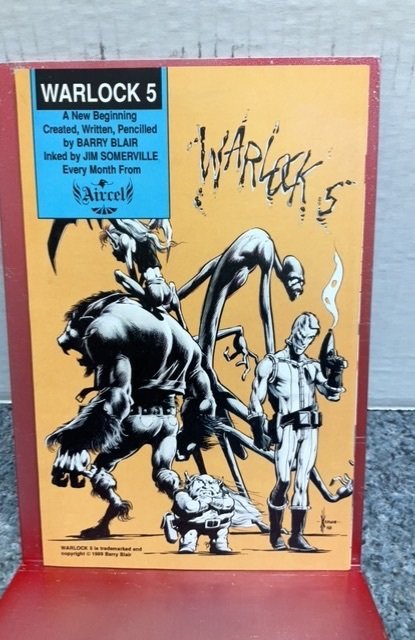 WARLOCK 5
A New Beginning
Created, Written, Pencilled
by BARRY BLAIR
Inked by JIM SOMERVILLE
Every Month From
Aircel
WARLOCK 5
WARLOCK 5 is trademarked and
copyright © 1989 Barry Blair